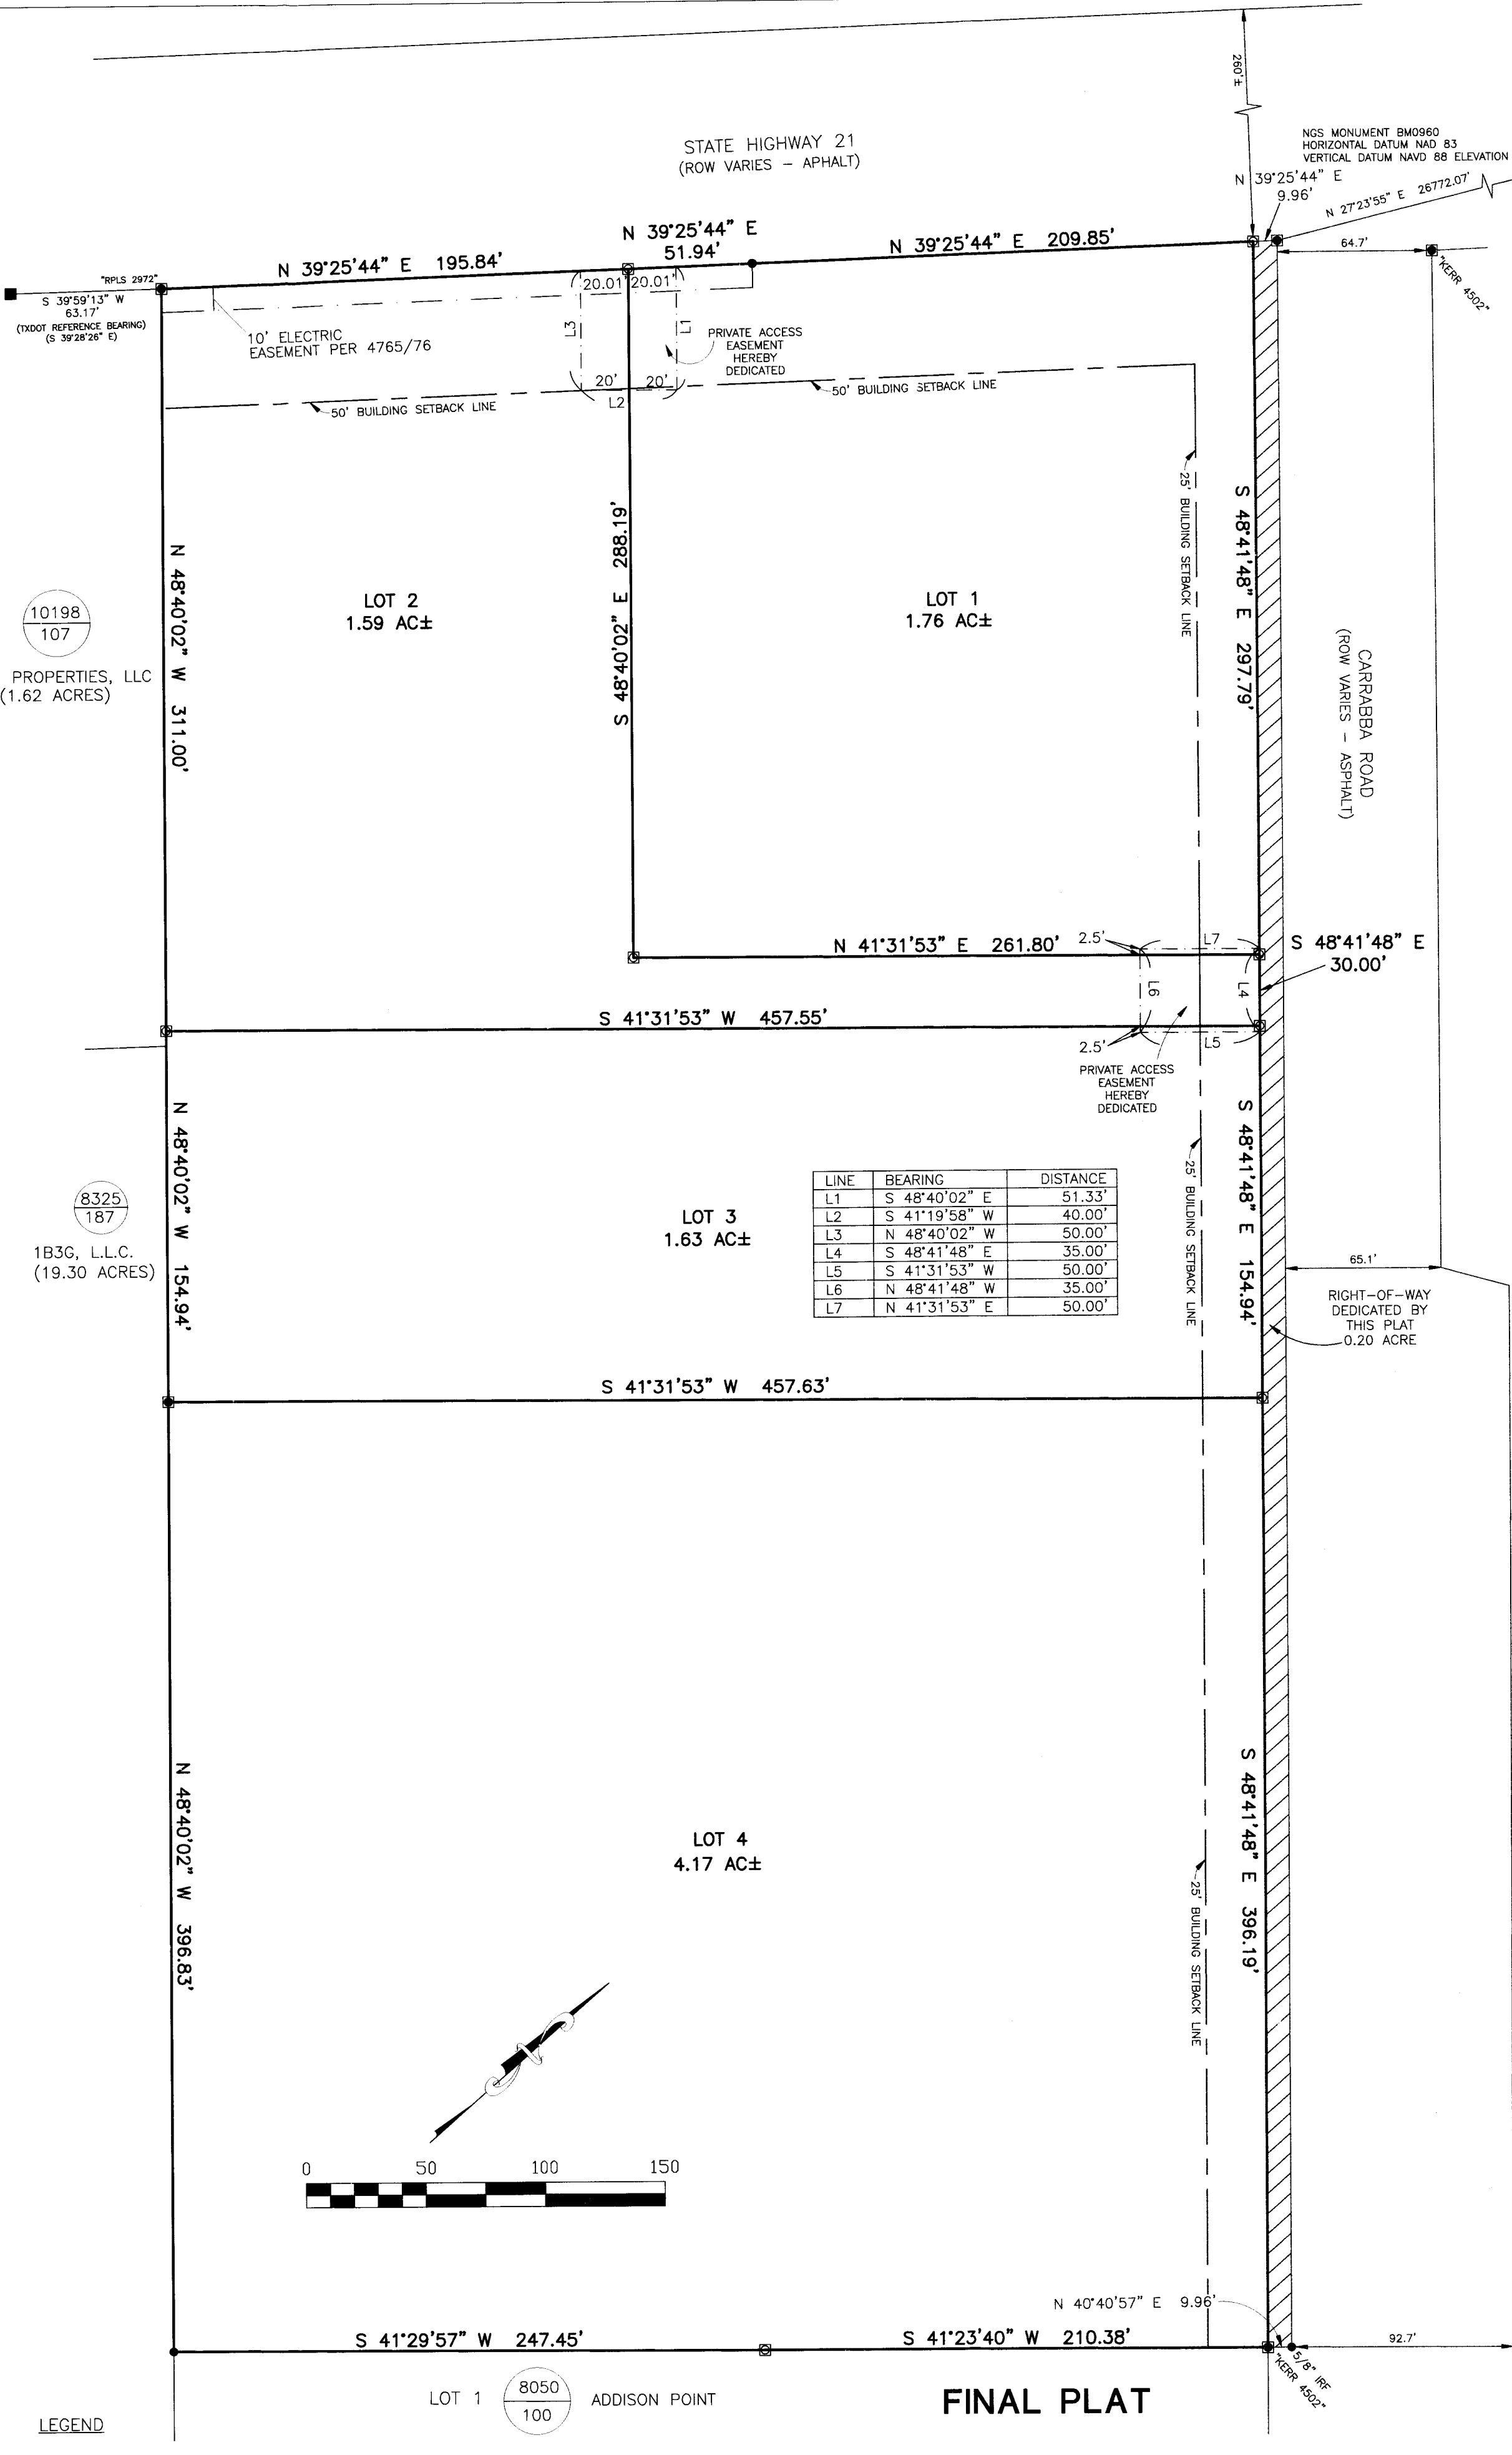 260'±
STATE HIGHWAY 21
(ROW VARIES - APHALT)
NGS MONUMENT BM0960
HORIZONTAL DATUM NAD 83
VERTICAL DATUM NAVD 88 ELEVATION
N 39°25'44" E
9.96'
N 27°23'55" E 26772.07'
64.7'
"KERR 4502"
N 39°25'44" E
51.94'
N 39°25'44" E 209.85'
N 39°25'44" E 195.84'
"RPLS 2972"
S 39°59'13" W
63.17'
(TXDOT REFERENCE BEARING)
(S 39°28'26" E)
20.01' 20.01'
L3
L1
10' ELECTRIC
EASEMENT PER 4765/76
PRIVATE ACCESS
EASEMENT
HEREBY
DEDICATED
20' 20'
L2
50' BUILDING SETBACK LINE
50' BUILDING SETBACK LINE
25' BUILDING SETBACK LINE
S 48°41'48" E 297.79'
S 48°40'02" E 288.19'
N 48°40'02" W 311.00'
LOT 2
1.59 AC±
LOT 1
1.76 AC±
10198
107
PROPERTIES, LLC
(1.62 ACRES)
CARRABBA ROAD
(ROW VARIES - ASPHALT)
N 41°31'53" E 261.80'
2.5'
L7
S 48°41'48" E
30.00'
L6
L4
S 41°31'53" W 457.55'
2.5'
L5
PRIVATE ACCESS
EASEMENT
HEREBY
DEDICATED
N 48°40'02" W 154.94'
S 48°41'48" E 154.94'
25' BUILDING SETBACK LINE
8325
187
1B3G, L.L.C.
(19.30 ACRES)
LOT 3
1.63 AC±
LINE BEARING DISTANCE
L1 S 48°40'02" E 51.33'
L2 S 41°19'58" W 40.00'
L3 N 48°40'02" W 50.00'
L4 S 48°41'48" E 35.00'
L5 S 41°31'53" W 50.00'
L6 N 48°41'48" W 35.00'
L7 N 41°31'53" E 50.00'
65.1'
RIGHT-OF-WAY
DEDICATED BY
THIS PLAT
0.20 ACRE
S 41°31'53" W 457.63'
N 48°40'02" W 396.83'
S 48°41'48" E 396.19'
LOT 4
4.17 AC±
25' BUILDING SETBACK LINE
N
0 50 100 150
N 40°40'57" E 9.96'
S 41°29'57" W 247.45'
S 41°23'40" W 210.38'
92.7'
5/8" IRF
"KERR 4502"
LOT 1
8050
100
ADDISON POINT
FINAL PLAT
LEGEND